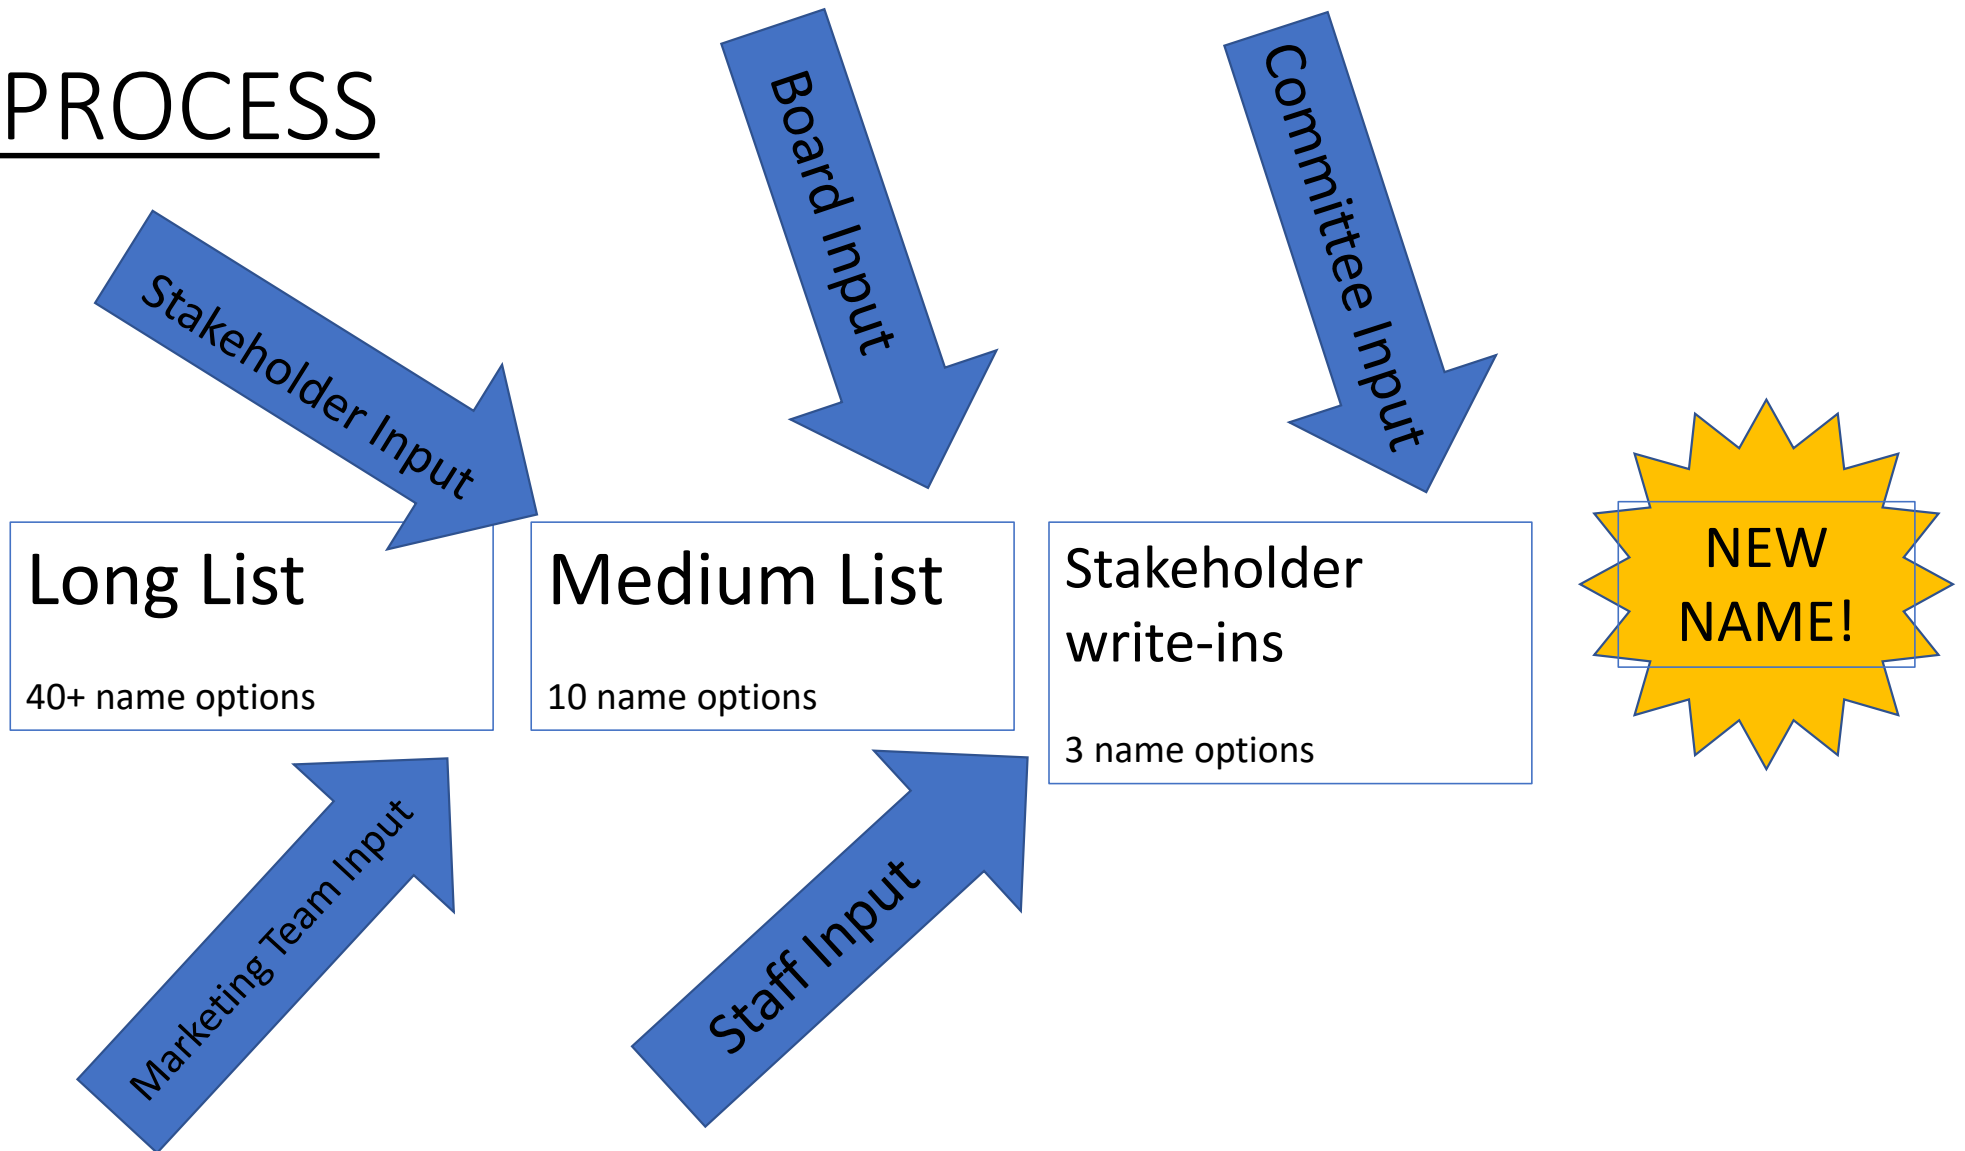 PROCESS
Stakeholder Input
Board Input
Committee Input
Long List
40+ name options
Medium List
10 name options
Stakeholder
write-ins
3 name options
NEW
NAME!
Marketing Team Input
Staff Input